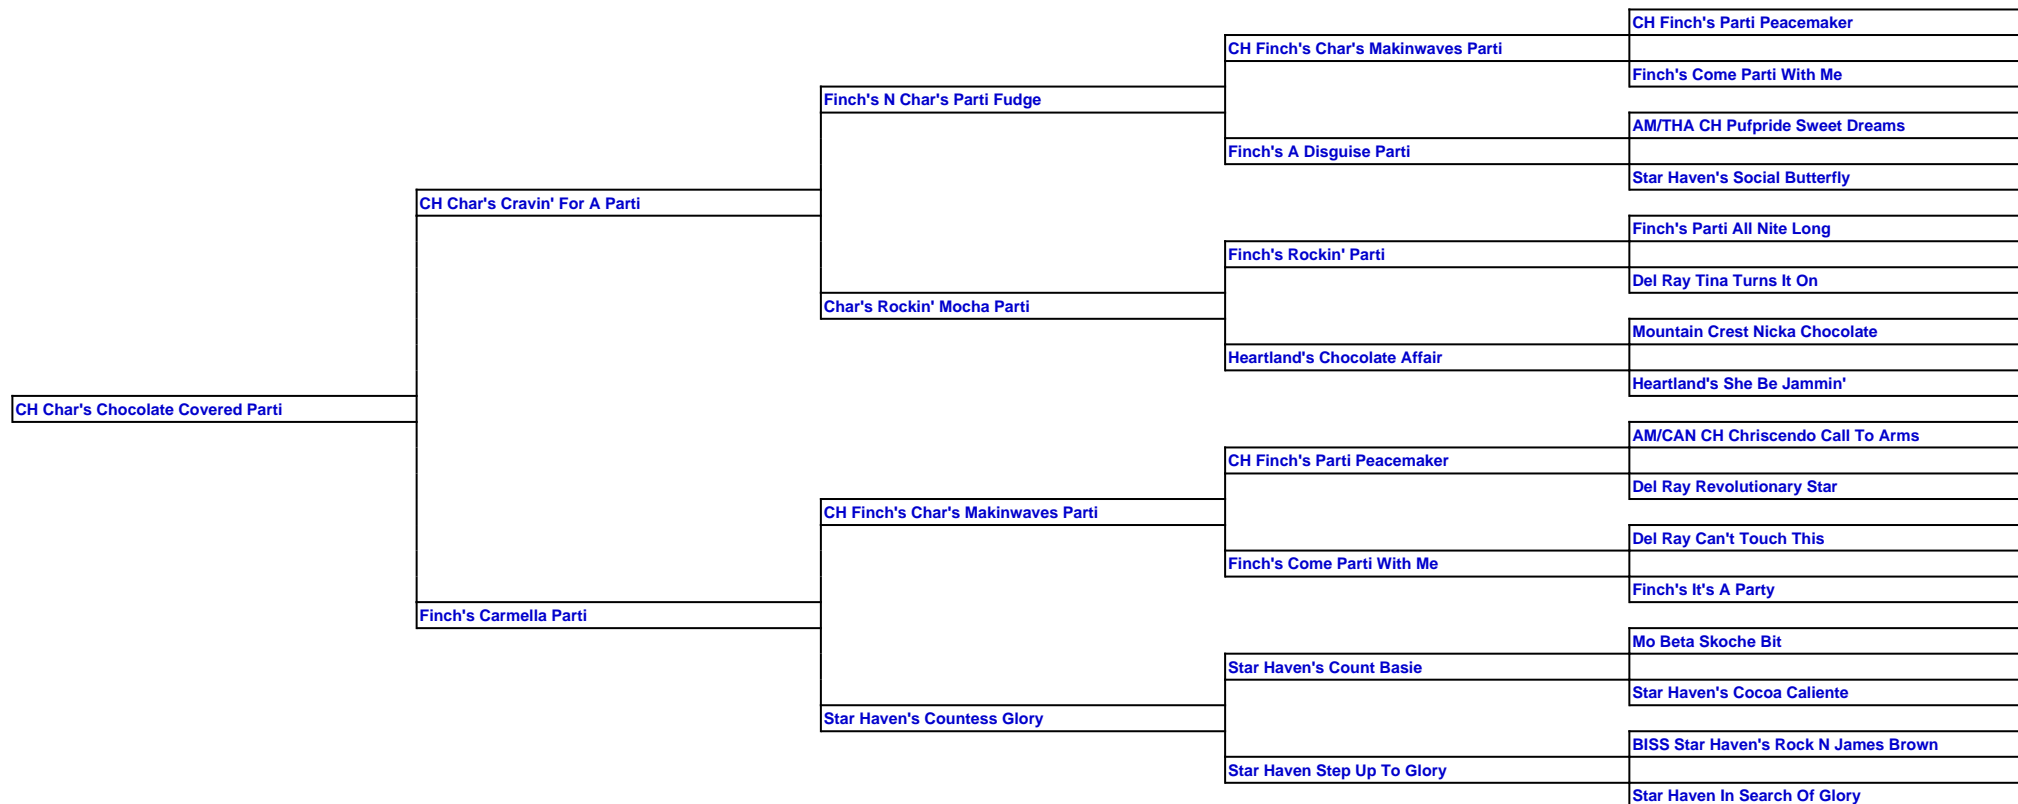 CH Finch's Parti Peacemaker
CH Finch's Char's Makinwaves Parti
Finch's Come Parti With Me
Finch's N Char's Parti Fudge
AM/THA CH Pufpride Sweet Dreams
Finch's A Disguise Parti
Star Haven's Social Butterfly
CH Char's Cravin' For A Parti
Finch's Parti All Nite Long
Finch's Rockin' Parti
Del Ray Tina Turns It On
Char's Rockin' Mocha Parti
Mountain Crest Nicka Chocolate
Heartland's Chocolate Affair
Heartland's She Be Jammin'
CH Char's Chocolate Covered Parti
AM/CAN CH Chriscendo Call To Arms
CH Finch's Parti Peacemaker
Del Ray Revolutionary Star
CH Finch's Char's Makinwaves Parti
Del Ray Can't Touch This
Finch's Come Parti With Me
Finch's It's A Party
Finch's Carmella Parti
Mo Beta Skoche Bit
Star Haven's Count Basie
Star Haven's Cocoa Caliente
Star Haven's Countess Glory
BISS Star Haven's Rock N James Brown
Star Haven Step Up To Glory
Star Haven In Search Of Glory